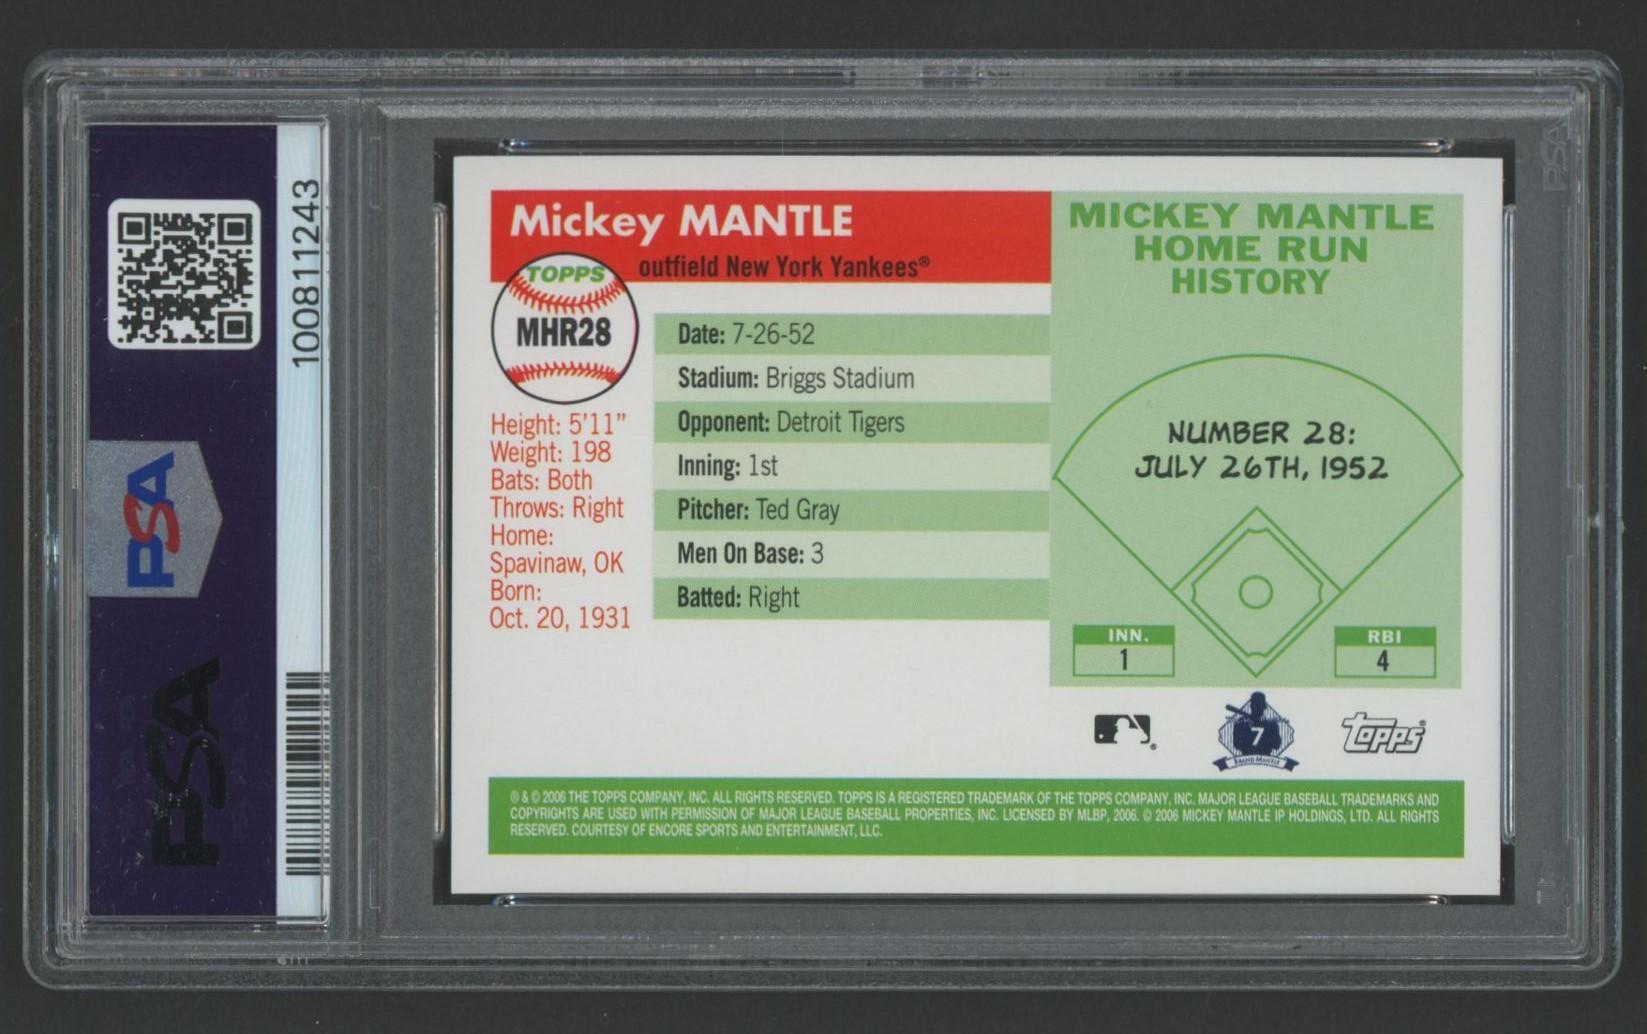 PSA
PSA
100811243
Mickey MANTLE
outfield New York Yankees®
TOPPS
MHR28
Height: 5'11"
Weight: 198
Bats: Both
Throws: Right
Home:
Spavinaw, OK
Born:
Oct. 20, 1931
Date: 7-26-52
Stadium: Briggs Stadium
Opponent: Detroit Tigers
Inning: 1st
Pitcher: Ted Gray
Men On Base: 3
Batted: Right
MICKEY MANTLE
HOME RUN
HISTORY
NUMBER 28:
JULY 26TH, 1952
INN.
1
RBI
4
7
BRAND MANTLE
topps®
® & © 2006 THE TOPPS COMPANY, INC. ALL RIGHTS RESERVED. TOPPS IS A REGISTERED TRADEMARK OF THE TOPPS COMPANY, INC. MAJOR LEAGUE BASEBALL TRADEMARKS AND
COPYRIGHTS ARE USED WITH PERMISSION OF MAJOR LEAGUE BASEBALL PROPERTIES, INC. LICENSED BY MLBP, 2006. © 2006 MICKEY MANTLE IP HOLDINGS, LTD. ALL RIGHTS
RESERVED. COURTESY OF ENCORE SPORTS AND ENTERTAINMENT, LLC.
PSA